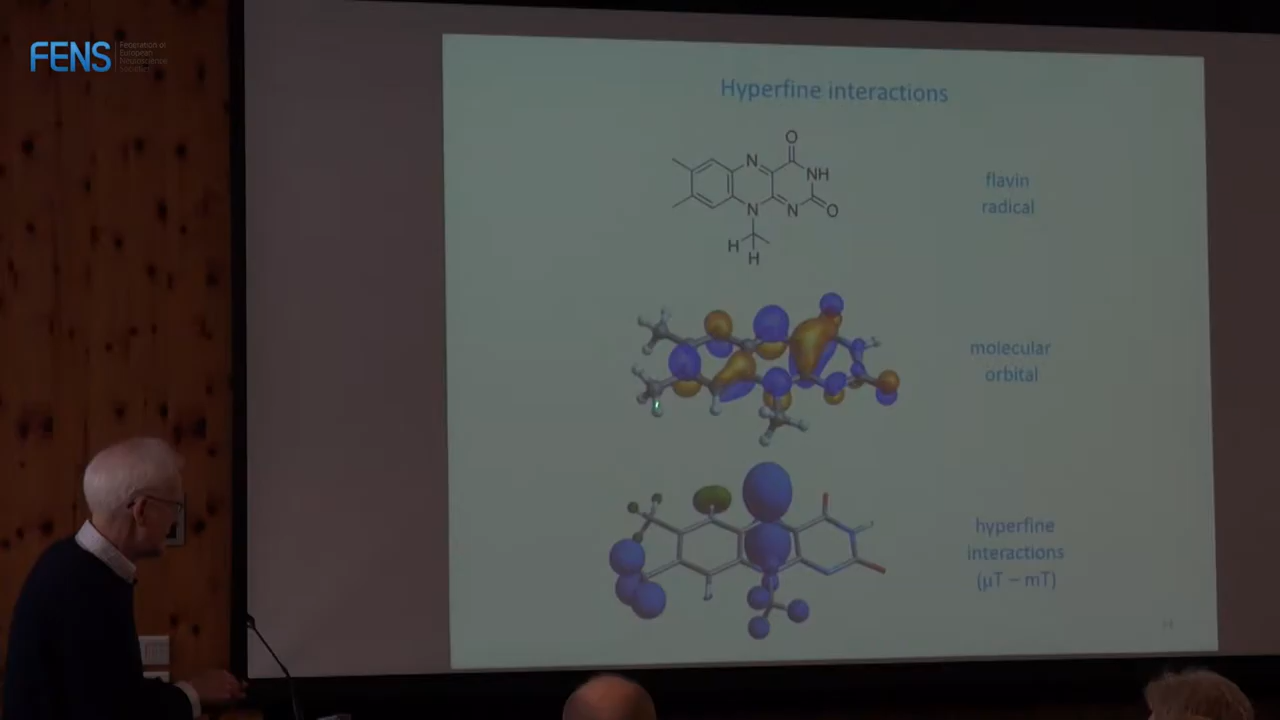 FENS
Federation of
European
Neuroscience
Societies
Hyperfine interactions
O
N
NH
N
N
O
H
H
flavin
radical
molecular
orbital
hyperfine
interactions
(µT – mT)